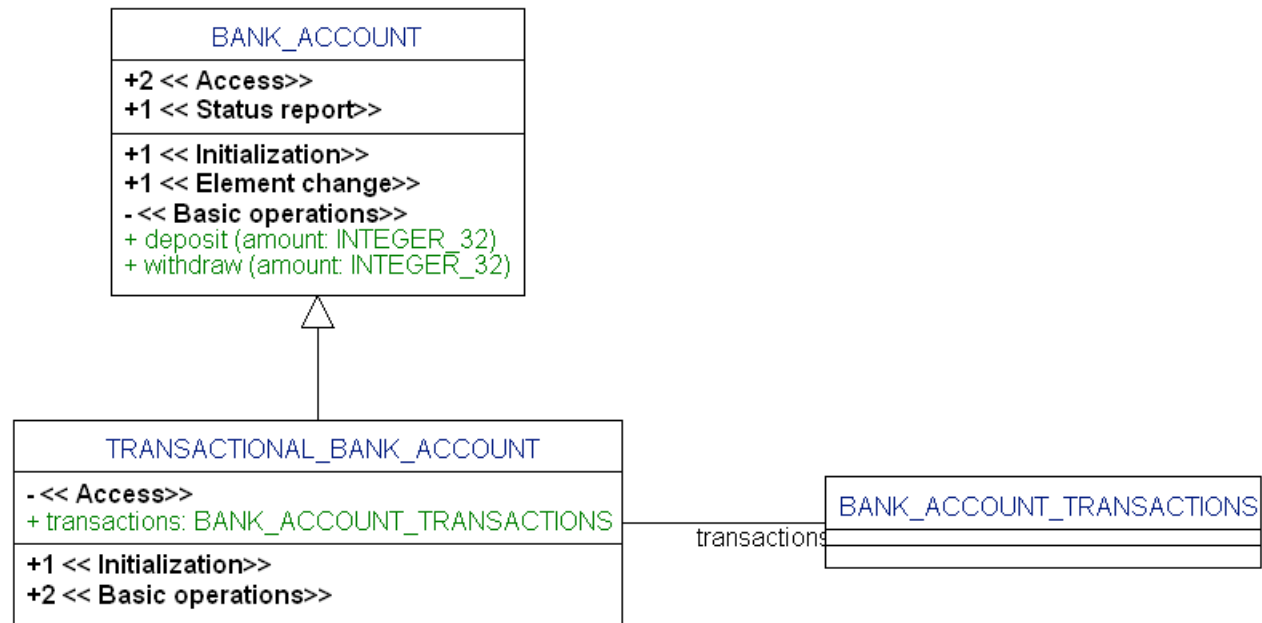 BANK_ACCOUNT
+2 << Access>>
+1 << Status report>>
+1 << Initialization>>
+1 << Element change>>
- << Basic operations>>
+ deposit (amount: INTEGER_32)
+ withdraw (amount: INTEGER_32)
TRANSACTIONAL_BANK_ACCOUNT
- << Access>>
+ transactions: BANK_ACCOUNT_TRANSACTIONS
+1 << Initialization>>
+2 << Basic operations>>
transactions
BANK_ACCOUNT_TRANSACTIONS